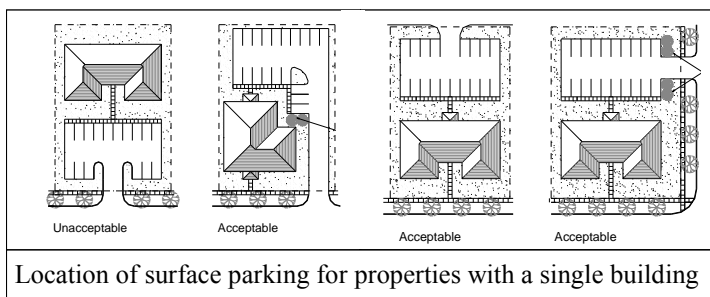 Unacceptable
Acceptable
Acceptable
Acceptable
Location of surface parking for properties with a single building